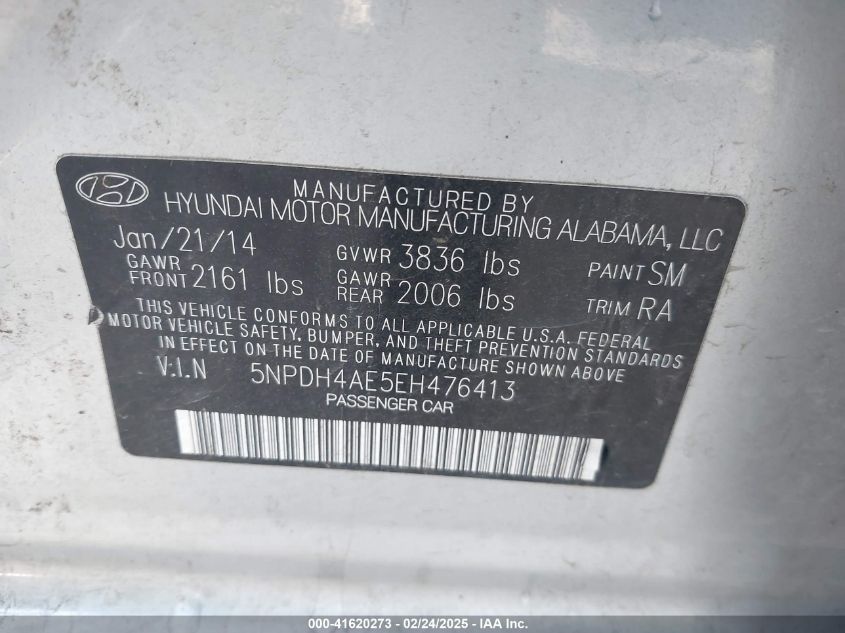 MANUFACTURED BY
HYUNDAI MOTOR MANUFACTURING ALABAMA, LLC
Jan/21/14 GVWR 3836 lbs PAINT SM
GAWR FRONT 2161 lbs GAWR REAR 2006 lbs TRIM RA
THIS VEHICLE CONFORMS TO ALL APPLICABLE U.S.A. FEDERAL
MOTOR VEHICLE SAFETY, BUMPER, AND THEFT PREVENTION STANDARDS
IN EFFECT ON THE DATE OF MANUFACTURE SHOWN ABOVE
V.I.N 5NPDH4AE5EH476413
PASSENGER CAR
000-41620273 - 02/24/2025 - IAA Inc.